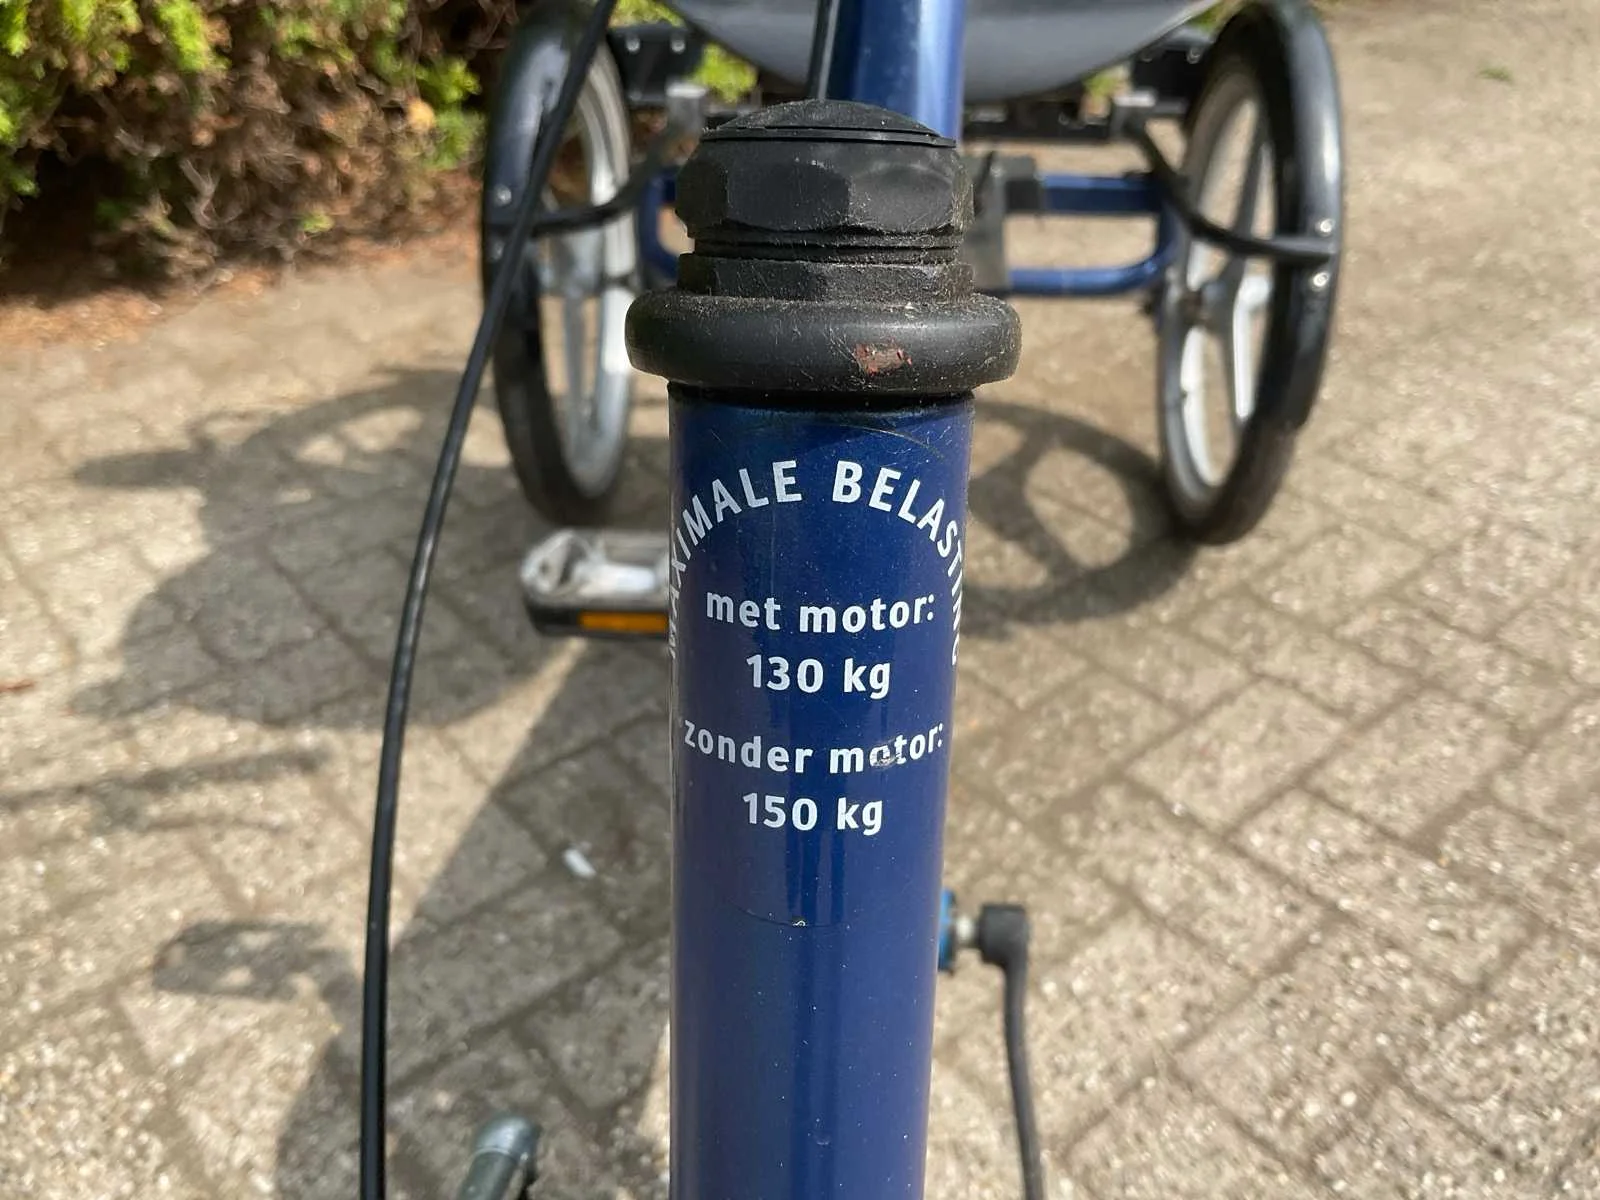 MAXIMALE BELASTING
met motor:
130 kg
zonder motor:
150 kg